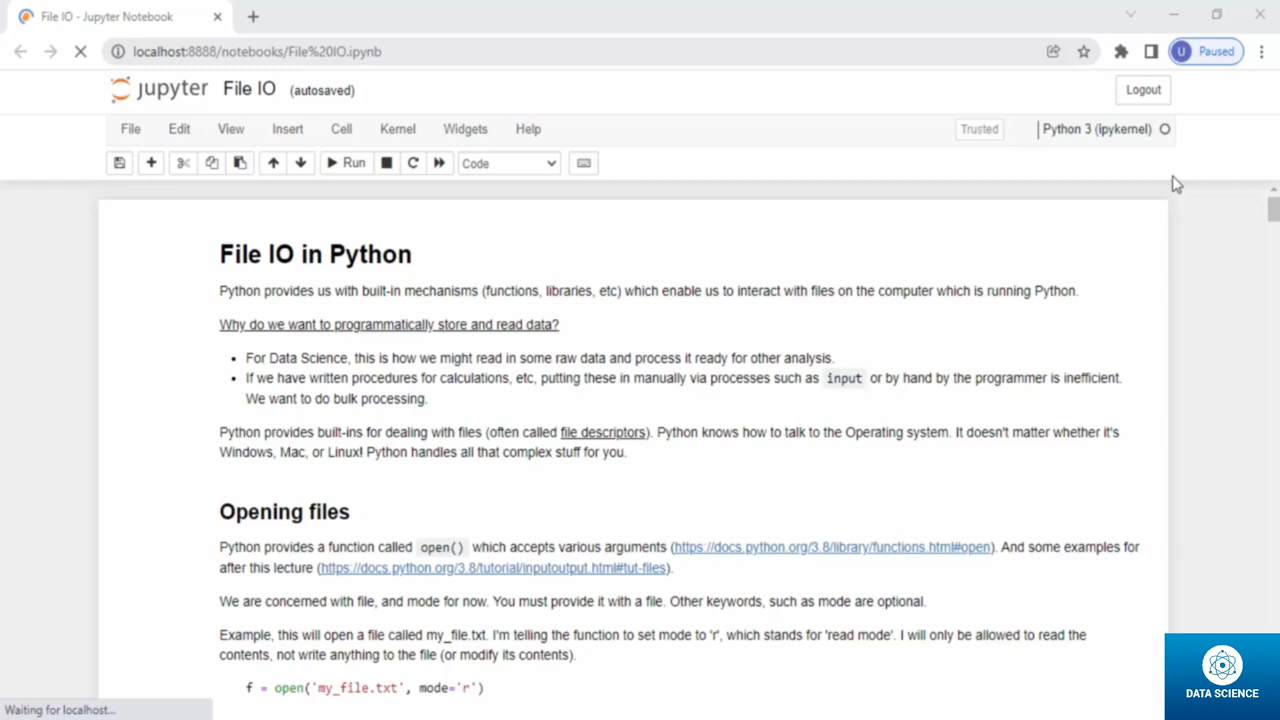 File IO - Jupyter Notebook
localhost:8888/notebooks/File%20IO.ipynb
U Paused
jupyter File IO (autosaved)
Logout
File Edit View Insert Cell Kernel Widgets Help
Trusted
Python 3 (ipykernel)
Run
Code
File IO in Python
Python provides us with built-in mechanisms (functions, libraries, etc) which enable us to interact with files on the computer which is running Python.
Why do we want to programmatically store and read data?
• For Data Science, this is how we might read in some raw data and process it ready for other analysis.
• If we have written procedures for calculations, etc, putting these in manually via processes such as input or by hand by the programmer is inefficient.
We want to do bulk processing.
Python provides built-ins for dealing with files (often called file descriptors). Python knows how to talk to the Operating system. It doesn't matter whether it's
Windows, Mac, or Linux! Python handles all that complex stuff for you.
Opening files
Python provides a function called open() which accepts various arguments (https://docs.python.org/3.8/library/functions.html#open). And some examples for
after this lecture (https://docs.python.org/3.8/tutorial/inputoutput.html#tut-files).
We are concerned with file, and mode for now. You must provide it with a file. Other keywords, such as mode are optional.
Example, this will open a file called my_file.txt. I'm telling the function to set mode to 'r', which stands for 'read mode'. I will only be allowed to read the
contents, not write anything to the file (or modify its contents).
f = open('my_file.txt', mode='r')
DATA SCIENCE
Waiting for localhost...